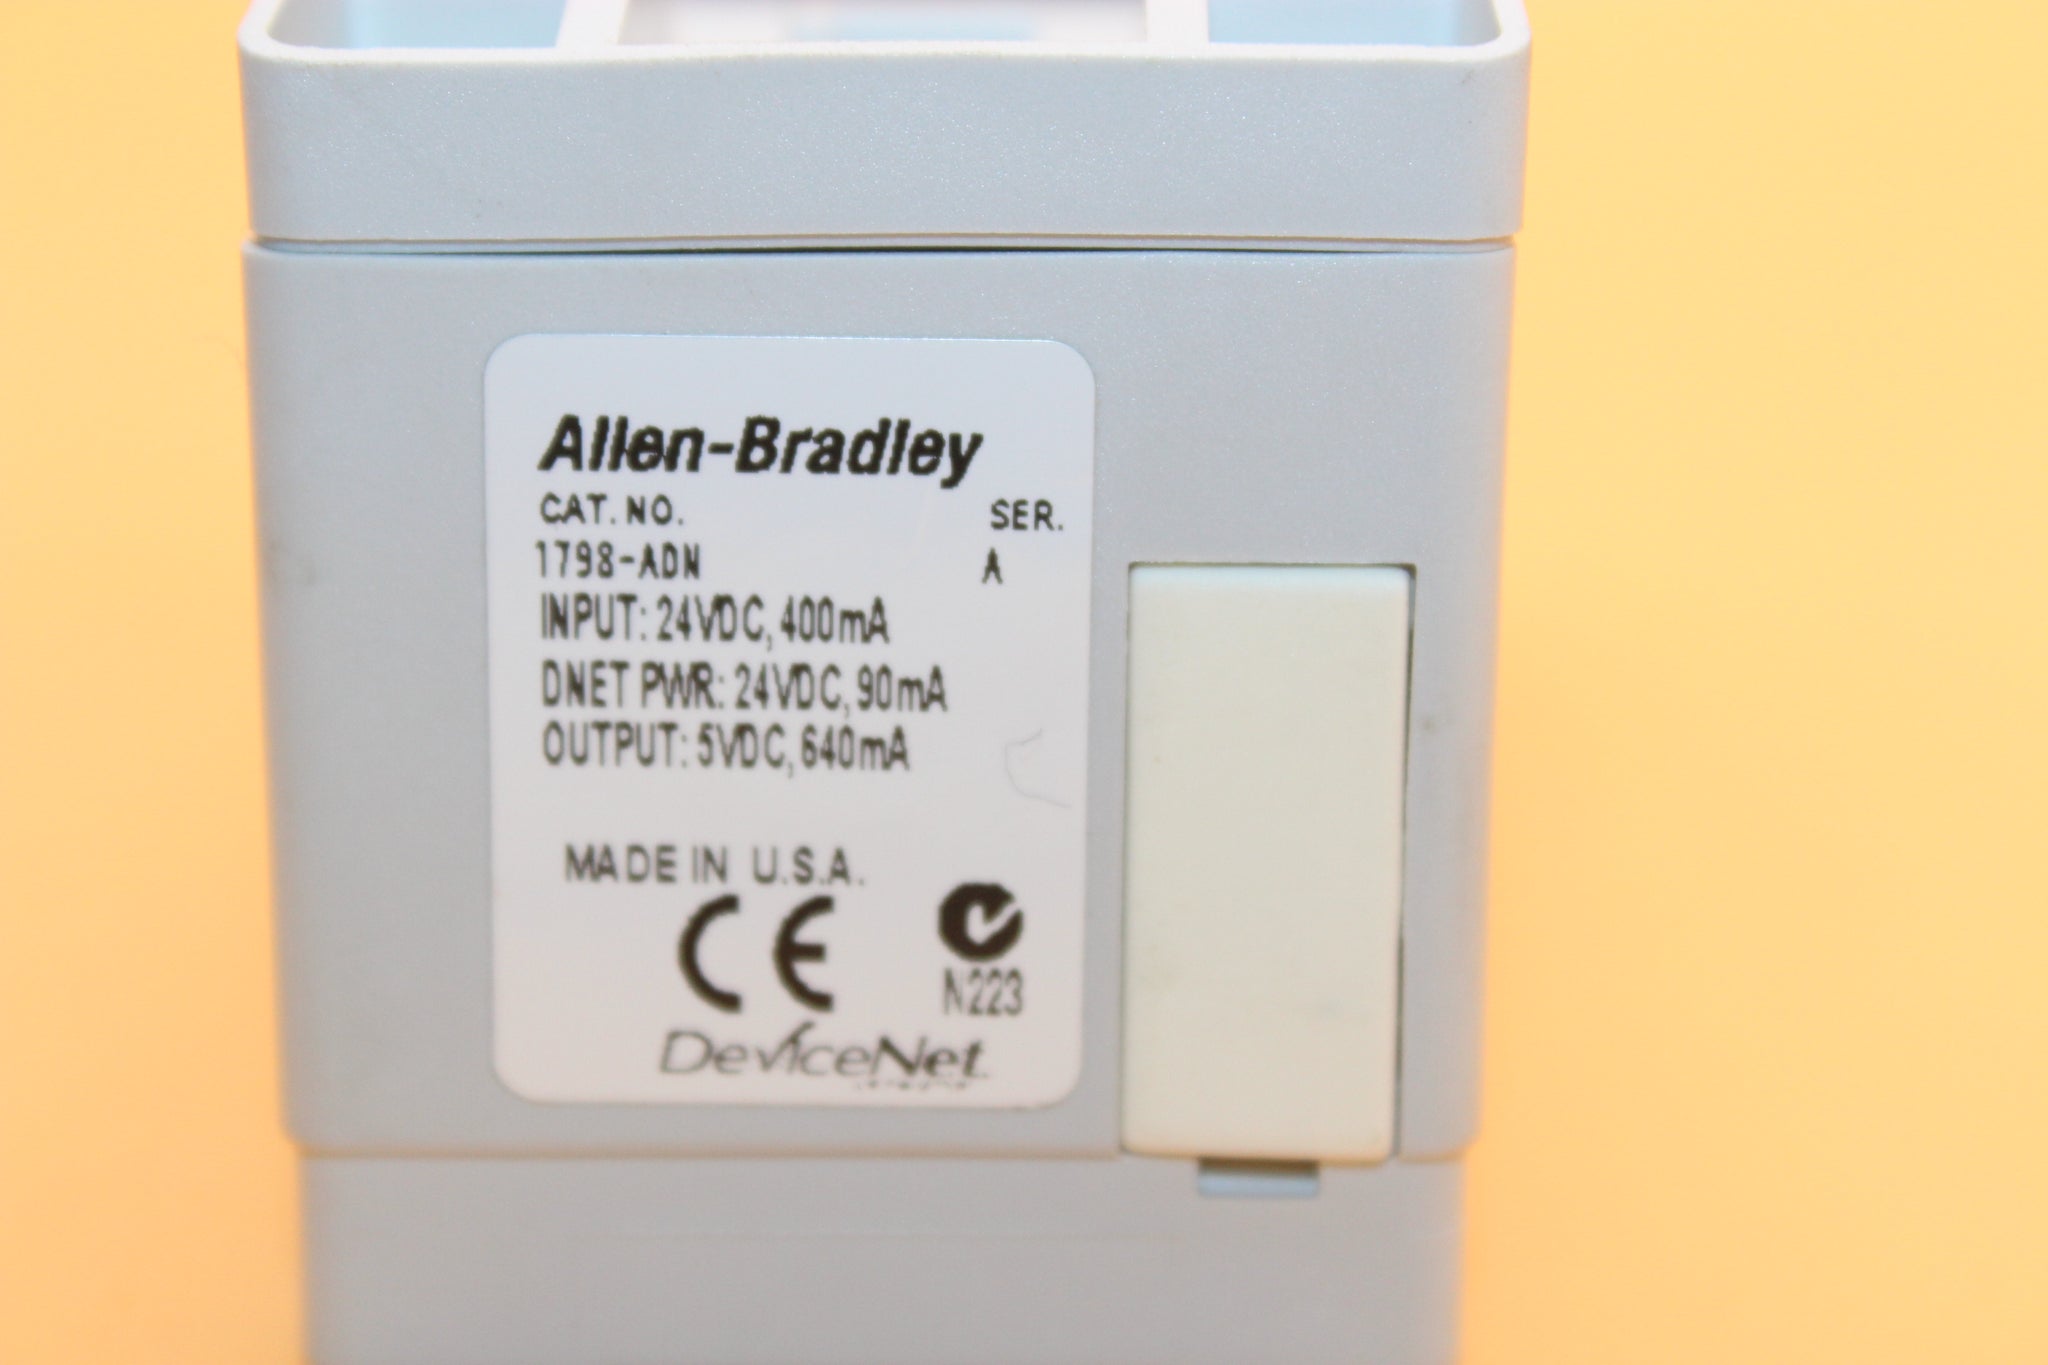 Allen-Bradley
CAT. NO. SER.
1798-ADN A
INPUT: 24VDC, 400mA
DNET PWR: 24VDC, 90mA
OUTPUT: 5VDC, 640mA
MADE IN U.S.A.
CE
N223
DeviceNet